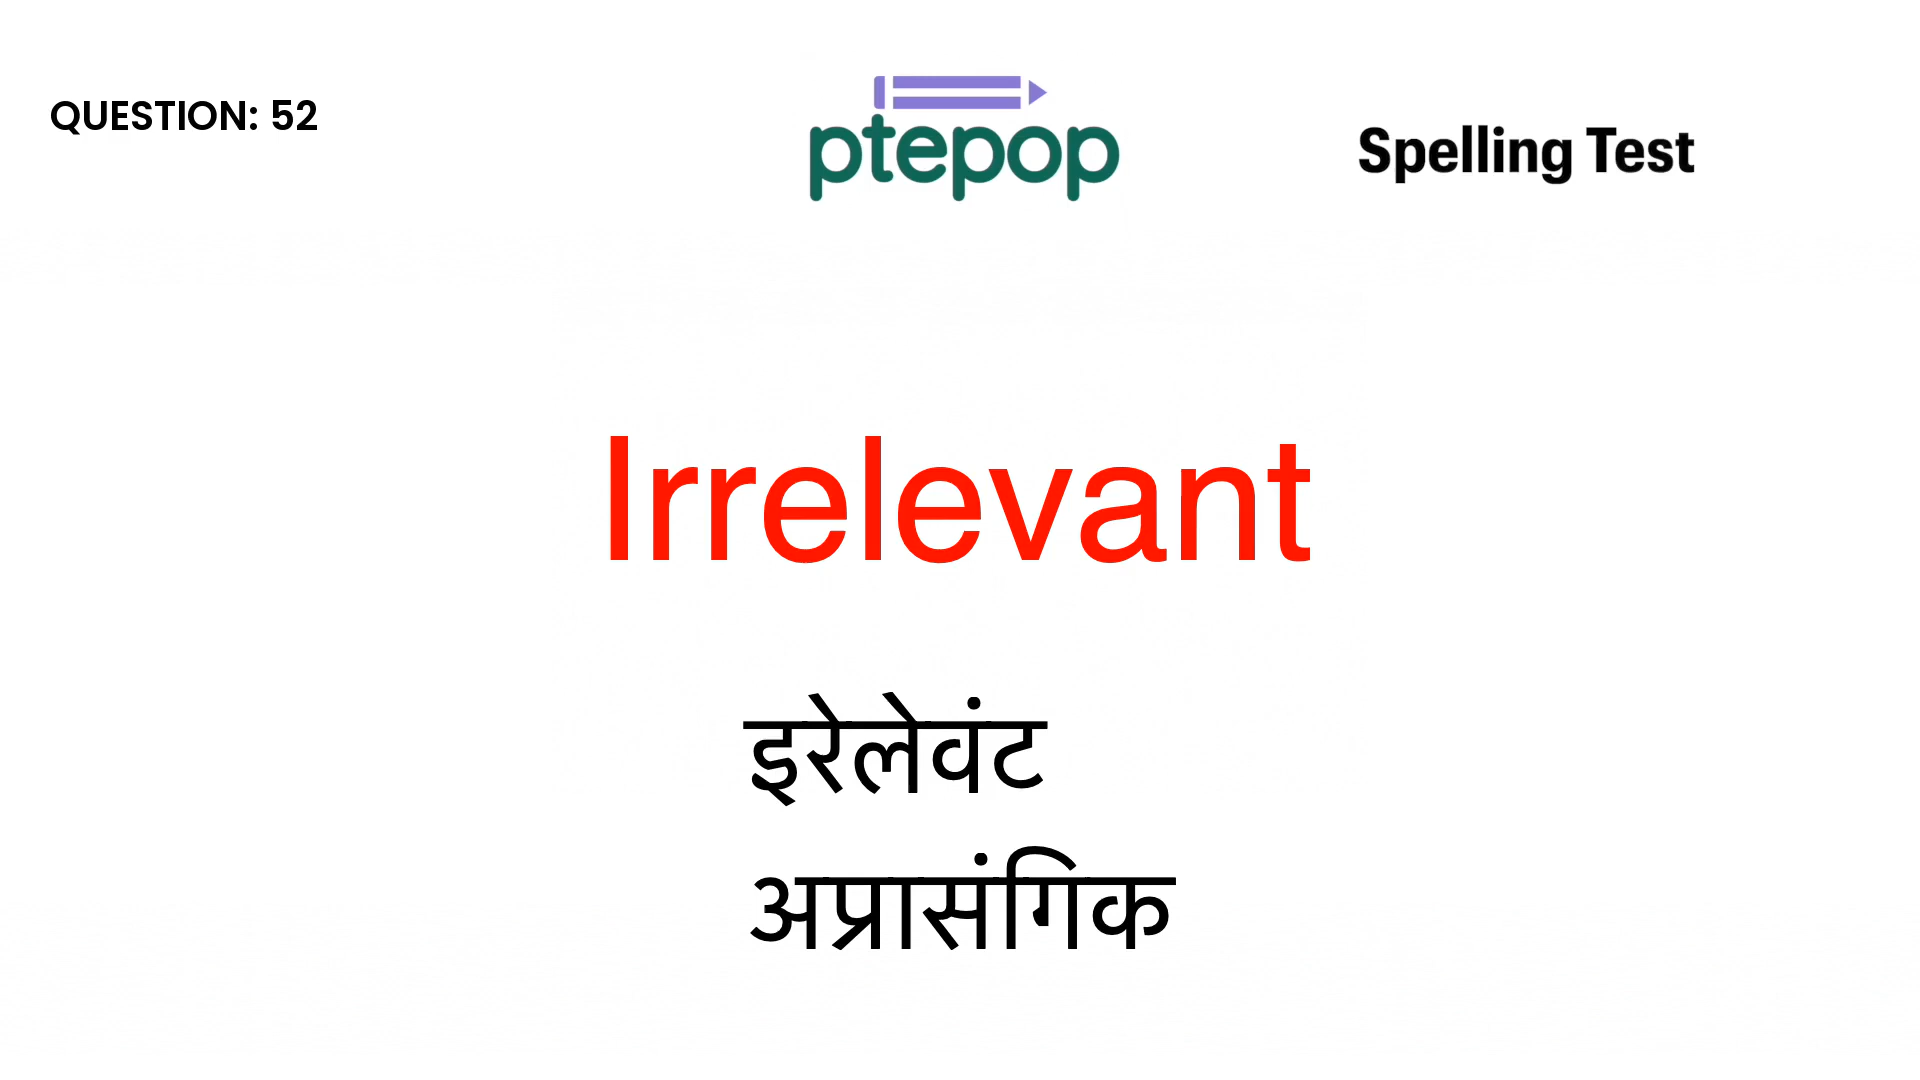 QUESTION: 52
ptepop
Spelling Test
Irrelevant
इरेलेवंट
अप्रासंगिक